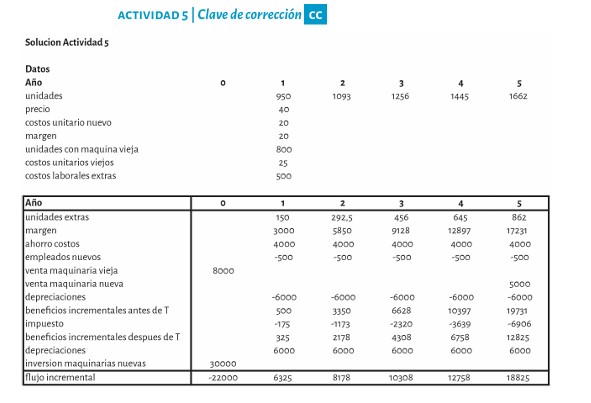 ACTIVIDAD 5 | Clave de corrección CC
Solucion Actividad 5
Datos
Año 0 1 2 3 4 5
unidades 950 1093 1256 1445 1662
precio 40
costos unitario nuevo 20
margen 20
unidades con maquina vieja 800
costos unitarios viejos 25
costos laborales extras 500
Año 0 1 2 3 4 5
unidades extras 150 292,5 456 645 862
margen 3000 5850 9128 12897 17231
ahorro costos 4000 4000 4000 4000 4000
empleados nuevos -500 -500 -500 -500 -500
venta maquinaria vieja 8000
venta maquinaria nueva 5000
depreciaciones -6000 -6000 -6000 -6000 -6000
beneficios incrementales antes de T 500 3350 6628 10397 19731
impuesto -175 -1173 -2320 -3639 -6906
beneficios incrementales despues de T 325 2178 4308 6758 12825
depreciaciones 6000 6000 6000 6000 6000
inversion maquinarias nuevas 30000
flujo incremental -22000 6325 8178 10308 12758 18825